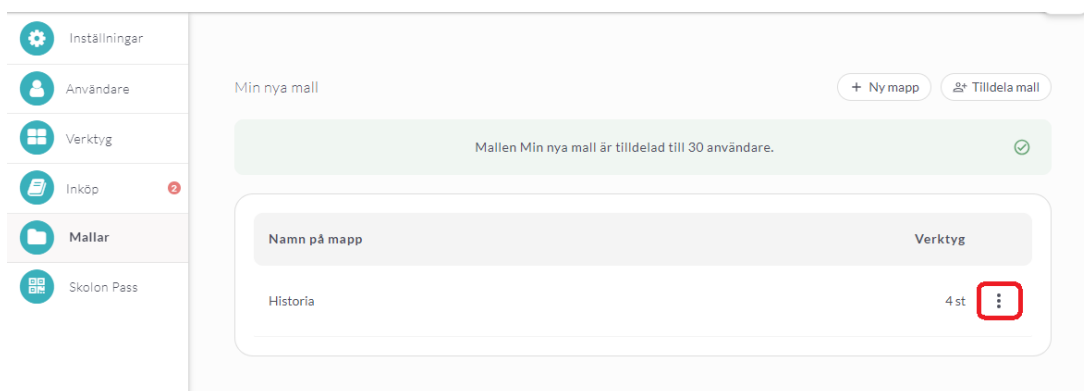 Inställningar
Användare
Verktyg
Inköp 2
Mallar
Skolon Pass
Min nya mall
+ Ny mapp
Tilldela mall
Mallen Min nya mall är tilldelad till 30 användare.
Namn på mapp Verktyg
Historia 4 st